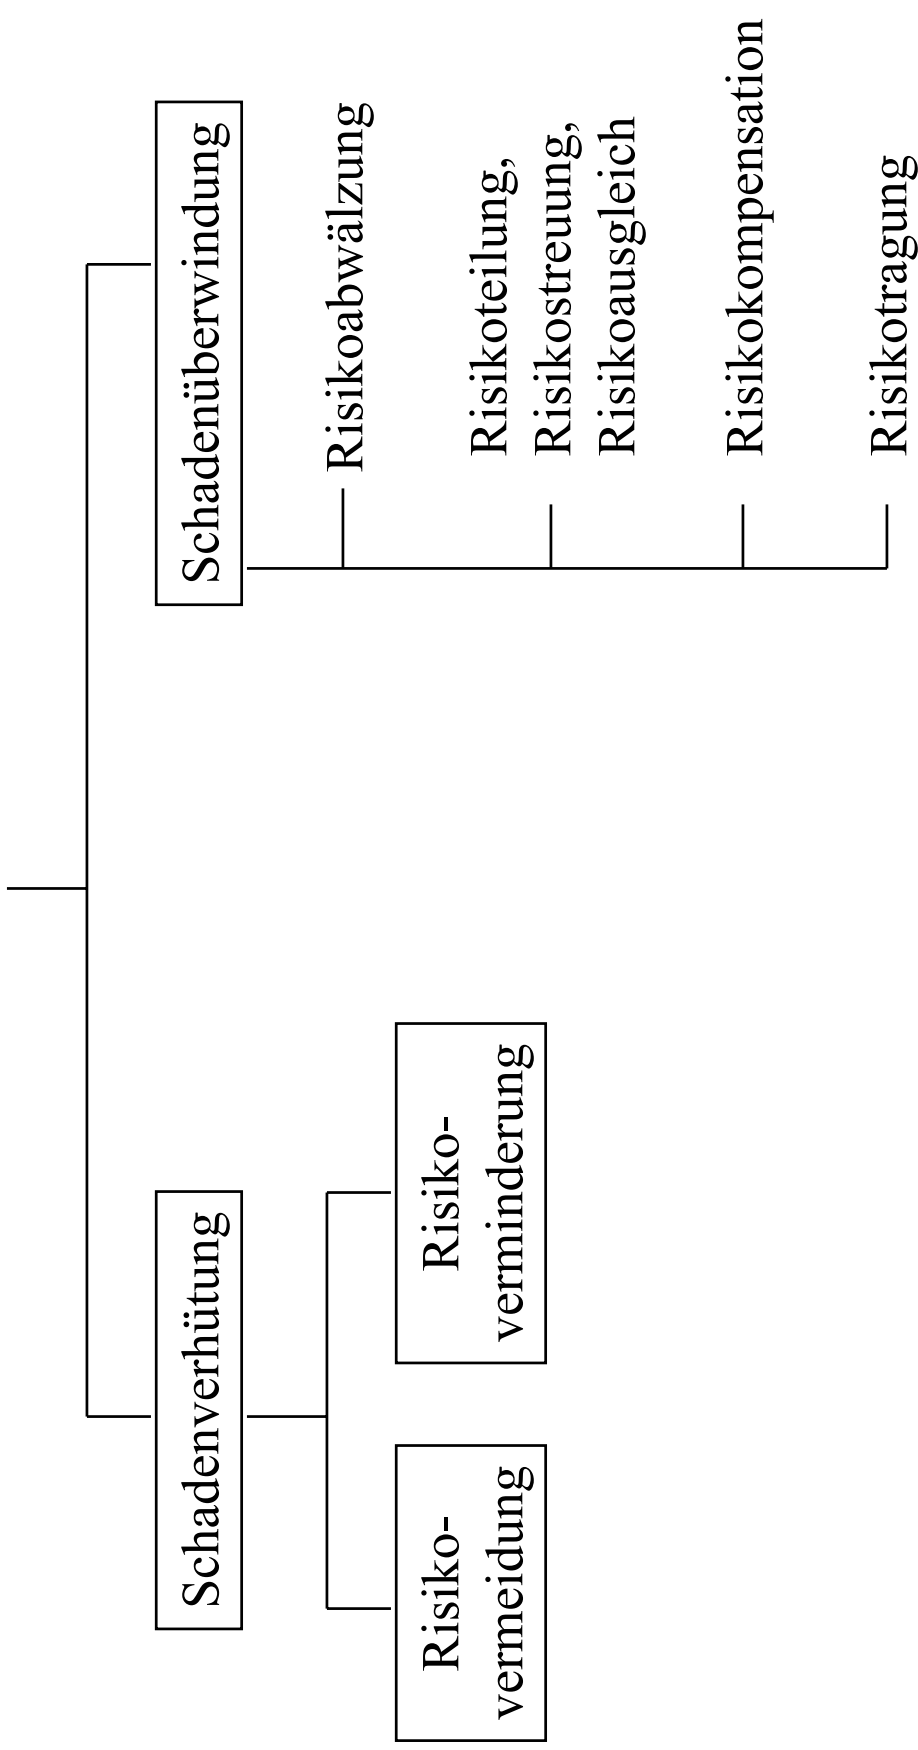 Schadenverhütung
Schadenüberwindung
Risiko-
vermeidung
Risiko-
verminderung
Risikoabwälzung
Risikoteilung,
Risikostreuung,
Risikoausgleich
Risikokompensation
Risikotragung